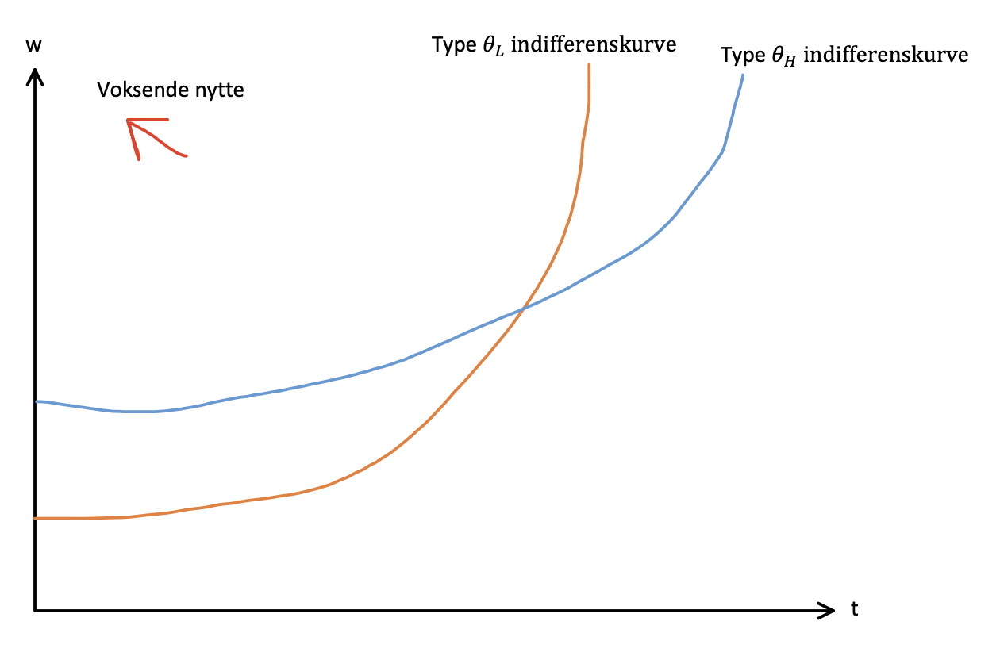 w
Type θ_L indifferenskurve
Type θ_H indifferenskurve
Voksende nytte
t